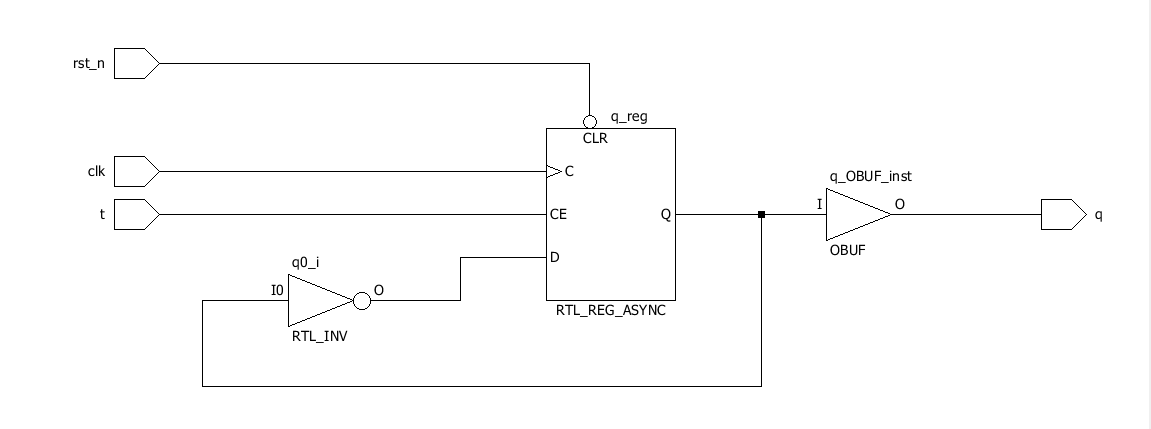 rst_n
q_reg
CLR
clk
C
q_OBUF_inst
t
CE
Q
I
O
q
OBUF
D
q0_i
I0
O
RTL_REG_ASYNC
RTL_INV